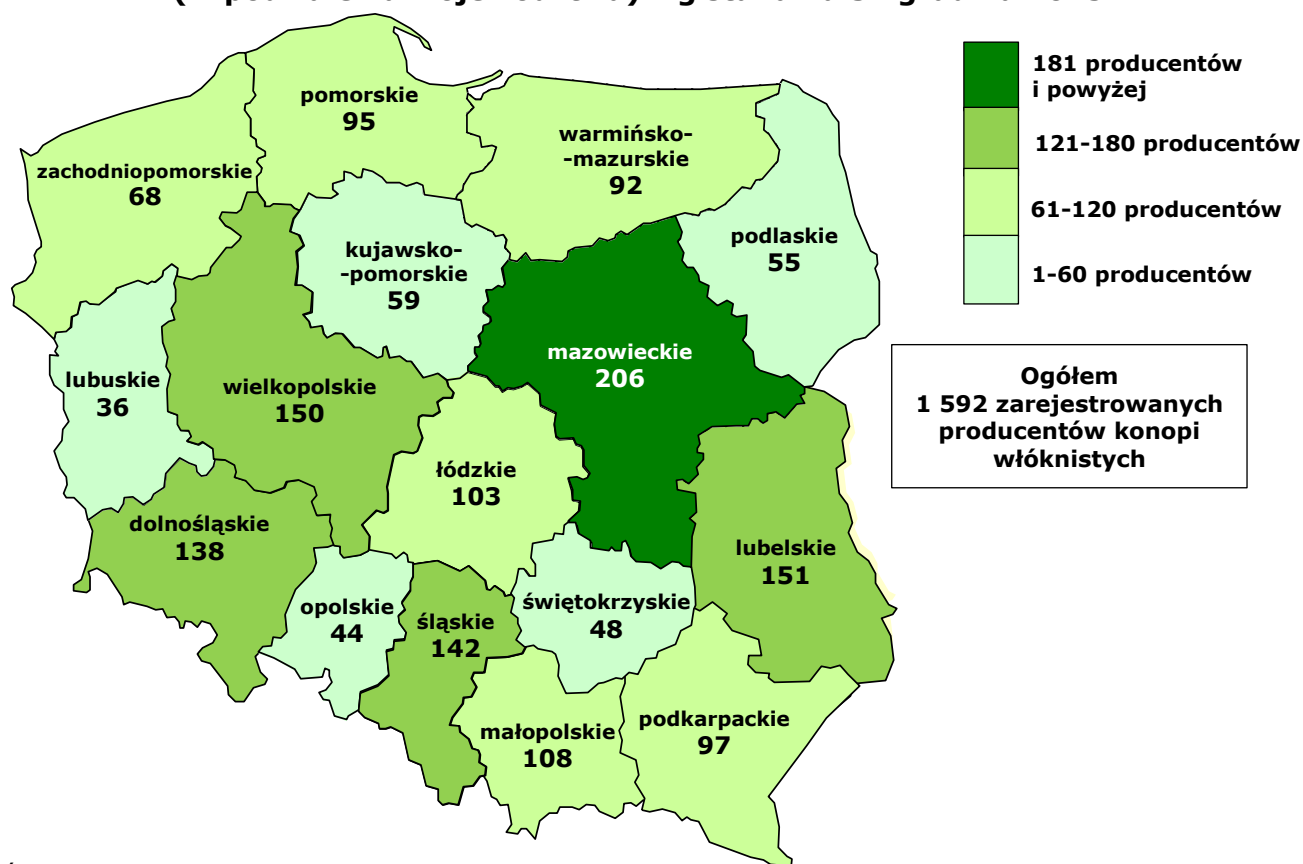 pomorskie
95
warmińsko-
-mazurskie
92
zachodniopomorskie
68
podlaskie
55
kujawsko-
-pomorskie
59
mazowieckie
206
lubuskie
36
wielkopolskie
150
łódzkie
103
dolnośląskie
138
lubelskie
151
opolskie
44
śląskie
142
świętokrzyskie
48
małopolskie
108
podkarpackie
97
181 producentów
i powyżej
121-180 producentów
61-120 producentów
1-60 producentów
Ogółem
1 592 zarejestrowanych
producentów konopi
włóknistych